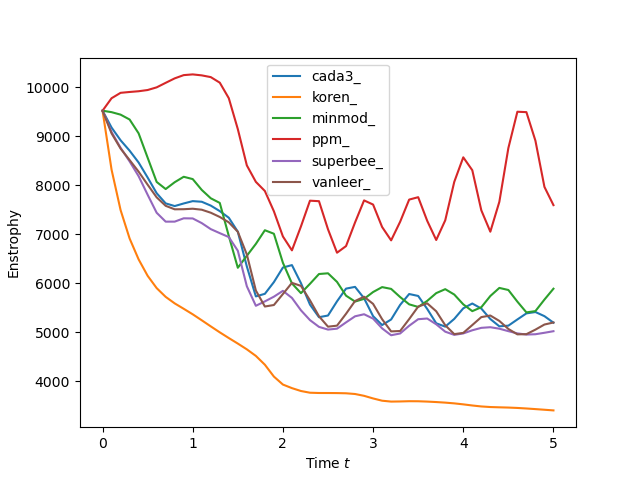 10000
9000
8000
7000
6000
5000
4000
Enstrophy
cada3_
koren_
minmod_
ppm_
superbee_
vanleer_
0 1 2 3 4 5
Time t